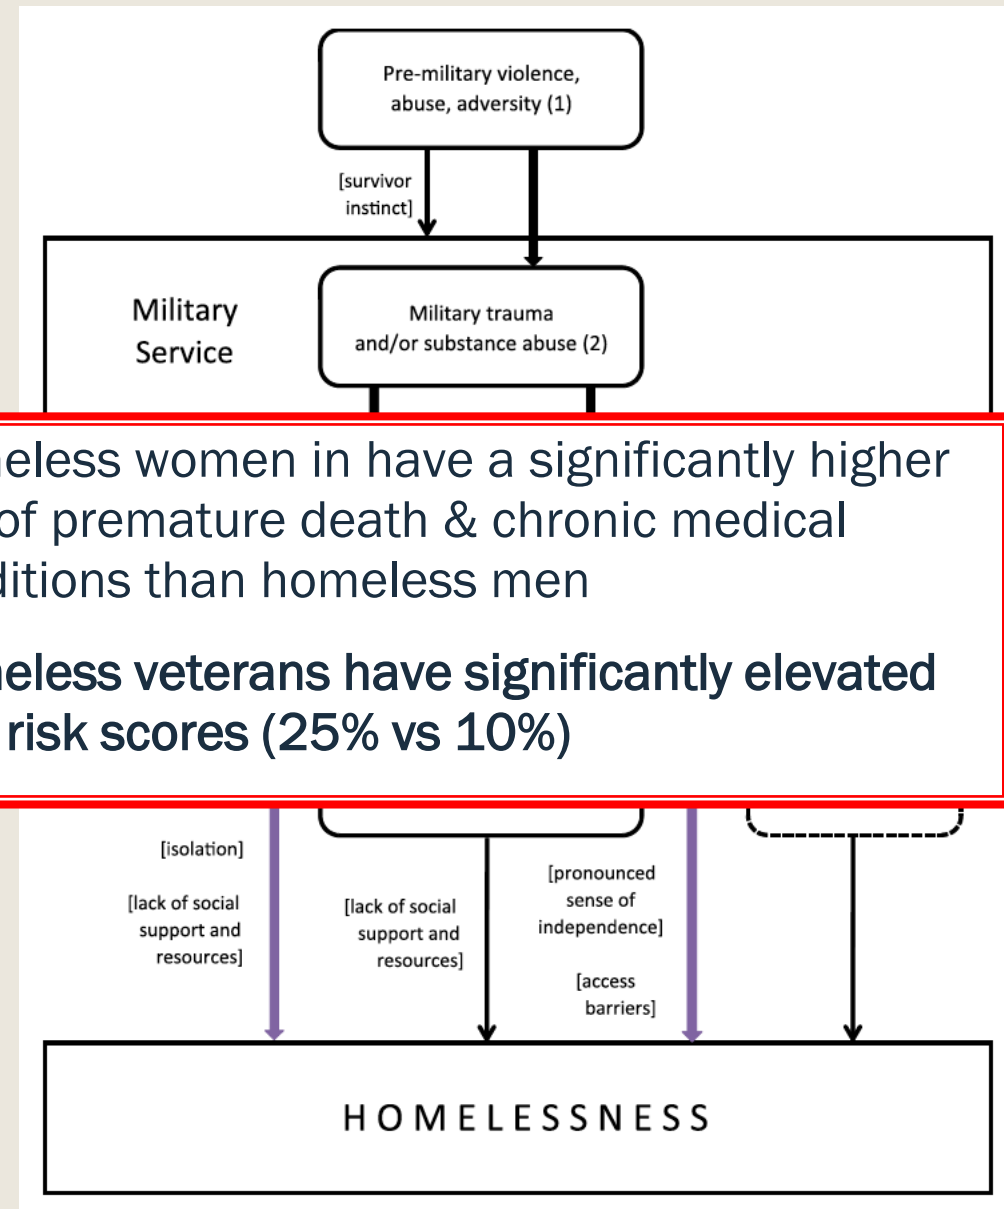 Pre-military violence,
abuse, adversity (1)
[survivor
instinct]
Military
Service
Military trauma
and/or substance abuse (2)
eless women in have a significantly higher
of premature death & chronic medical
ditions than homeless men
eless veterans have significantly elevated
risk scores (25% vs 10%)
[isolation]
[lack of social
support and
resources]
[lack of social
support and
resources]
[pronounced
sense of
independence]
[access
barriers]
HOMELESSNESS